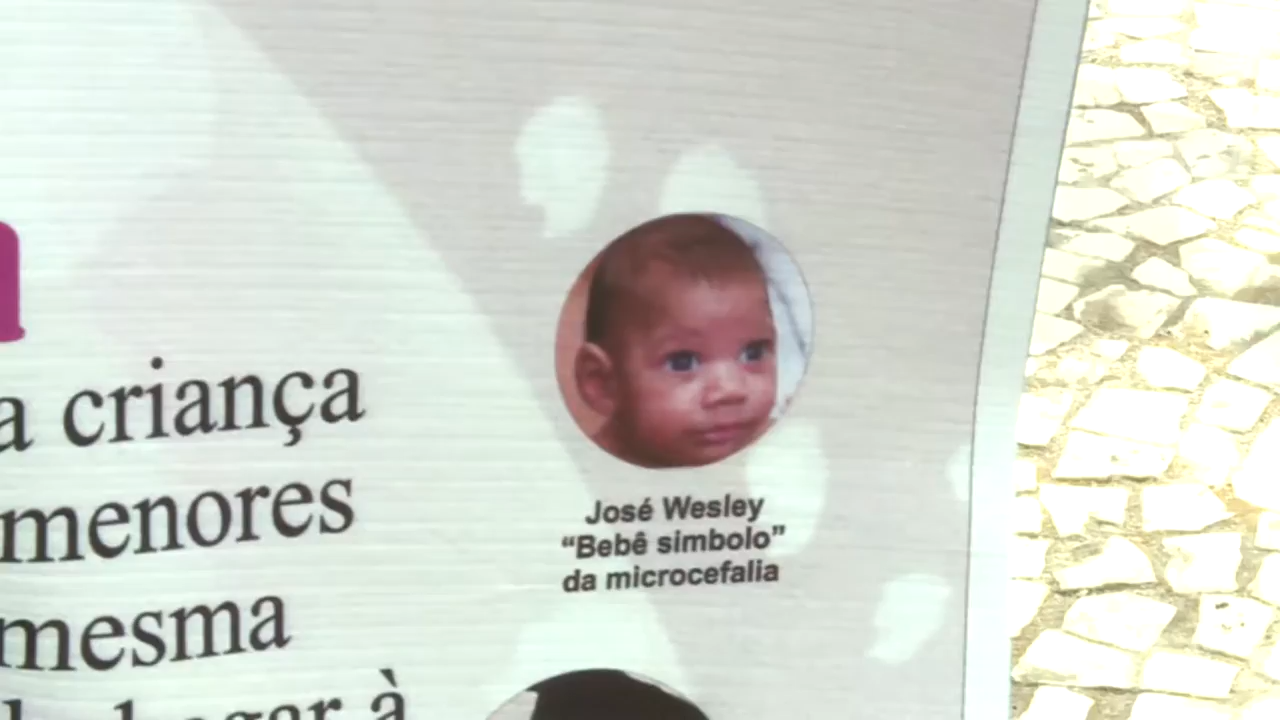 a criança
menores
mesma
à
José Wesley
“Bebê simbolo”
da microcefalia